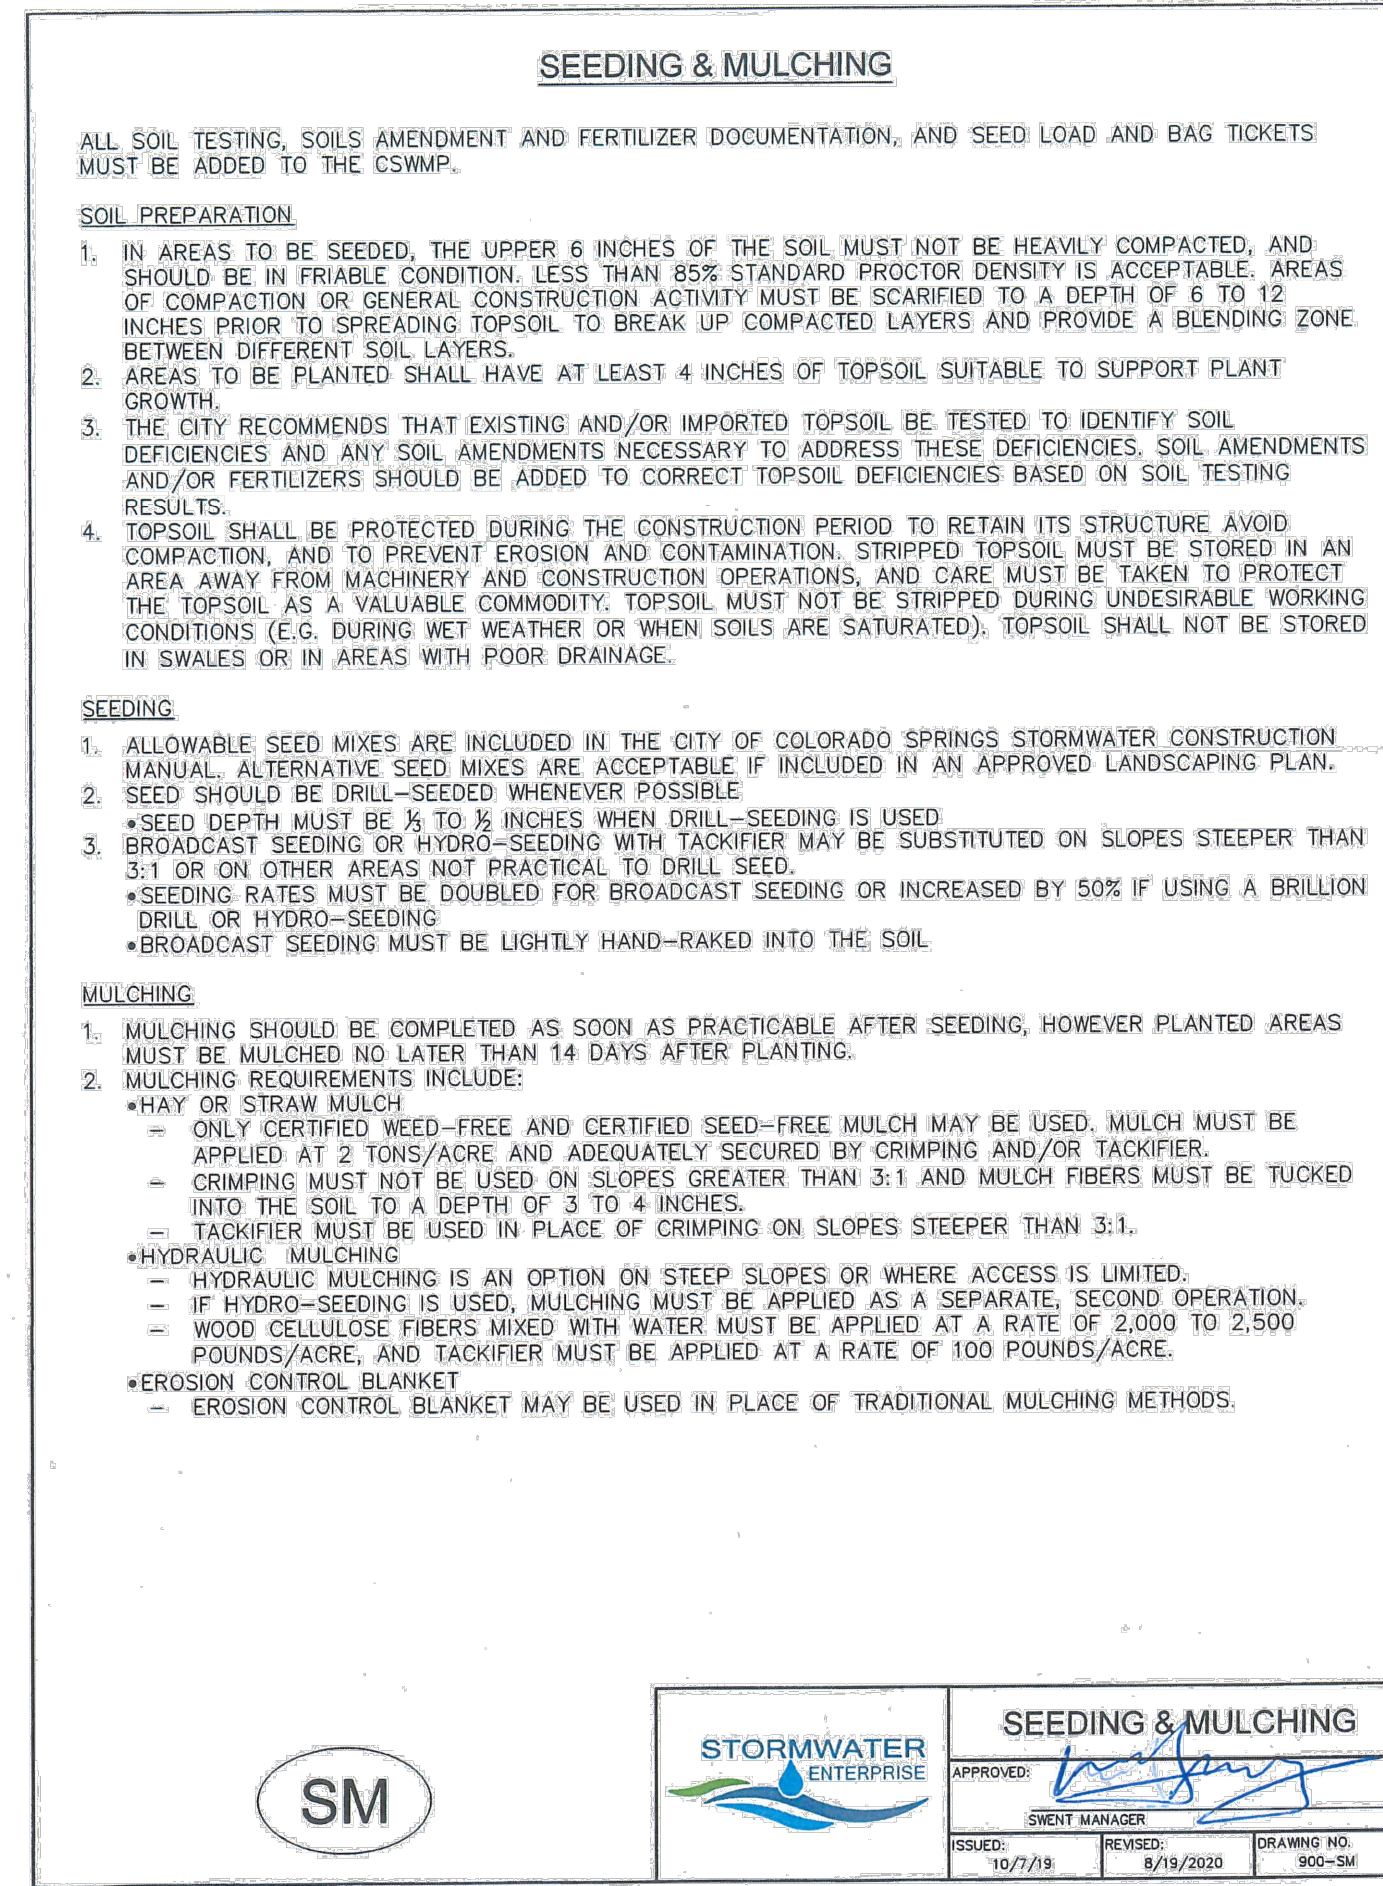 SEEDING & MULCHING
ALL SOIL TESTING, SOILS AMENDMENT AND FERTILIZER DOCUMENTATION, AND SEED LOAD AND BAG TICKETS
MUST BE ADDED TO THE CSWMP.
SOIL PREPARATION
1. IN AREAS TO BE SEEDED, THE UPPER 6 INCHES OF THE SOIL MUST NOT BE HEAVILY COMPACTED, AND
SHOULD BE IN FRIABLE CONDITION. LESS THAN 85% STANDARD PROCTOR DENSITY IS ACCEPTABLE. AREAS
OF COMPACTION OR GENERAL CONSTRUCTION ACTIVITY MUST BE SCARIFIED TO A DEPTH OF 6 TO 12
INCHES PRIOR TO SPREADING TOPSOIL TO BREAK UP COMPACTED LAYERS AND PROVIDE A BLENDING ZONE
BETWEEN DIFFERENT SOIL LAYERS.
2. AREAS TO BE PLANTED SHALL HAVE AT LEAST 4 INCHES OF TOPSOIL SUITABLE TO SUPPORT PLANT
GROWTH.
3. THE CITY RECOMMENDS THAT EXISTING AND/OR IMPORTED TOPSOIL BE TESTED TO IDENTIFY SOIL
DEFICIENCIES AND ANY SOIL AMENDMENTS NECESSARY TO ADDRESS THESE DEFICIENCIES. SOIL AMENDMENTS
AND/OR FERTILIZERS SHOULD BE ADDED TO CORRECT TOPSOIL DEFICIENCIES BASED ON SOIL TESTING
RESULTS.
4. TOPSOIL SHALL BE PROTECTED DURING THE CONSTRUCTION PERIOD TO RETAIN ITS STRUCTURE AVOID
COMPACTION, AND TO PREVENT EROSION AND CONTAMINATION. STRIPPED TOPSOIL MUST BE STORED IN AN
AREA AWAY FROM MACHINERY AND CONSTRUCTION OPERATIONS, AND CARE MUST BE TAKEN TO PROTECT
THE TOPSOIL AS A VALUABLE COMMODITY. TOPSOIL MUST NOT BE STRIPPED DURING UNDESIRABLE WORKING
CONDITIONS (E.G. DURING WET WEATHER OR WHEN SOILS ARE SATURATED). TOPSOIL SHALL NOT BE STORED
IN SWALES OR IN AREAS WITH POOR DRAINAGE.
SEEDING
1. ALLOWABLE SEED MIXES ARE INCLUDED IN THE CITY OF COLORADO SPRINGS STORMWATER CONSTRUCTION
MANUAL. ALTERNATIVE SEED MIXES ARE ACCEPTABLE IF INCLUDED IN AN APPROVED LANDSCAPING PLAN.
2. SEED SHOULD BE DRILL–SEEDED WHENEVER POSSIBLE
•SEED DEPTH MUST BE ⅓ TO ½ INCHES WHEN DRILL–SEEDING IS USED
3. BROADCAST SEEDING OR HYDRO–SEEDING WITH TACKIFIER MAY BE SUBSTITUTED ON SLOPES STEEPER THAN
3:1 OR ON OTHER AREAS NOT PRACTICAL TO DRILL SEED.
•SEEDING RATES MUST BE DOUBLED FOR BROADCAST SEEDING OR INCREASED BY 50% IF USING A BRILLION
DRILL OR HYDRO–SEEDING
•BROADCAST SEEDING MUST BE LIGHTLY HAND–RAKED INTO THE SOIL
MULCHING
1. MULCHING SHOULD BE COMPLETED AS SOON AS PRACTICABLE AFTER SEEDING, HOWEVER PLANTED AREAS
MUST BE MULCHED NO LATER THAN 14 DAYS AFTER PLANTING.
2. MULCHING REQUIREMENTS INCLUDE:
•HAY OR STRAW MULCH
– ONLY CERTIFIED WEED–FREE AND CERTIFIED SEED–FREE MULCH MAY BE USED. MULCH MUST BE
APPLIED AT 2 TONS/ACRE AND ADEQUATELY SECURED BY CRIMPING AND/OR TACKIFIER.
– CRIMPING MUST NOT BE USED ON SLOPES GREATER THAN 3:1 AND MULCH FIBERS MUST BE TUCKED
INTO THE SOIL TO A DEPTH OF 3 TO 4 INCHES.
– TACKIFIER MUST BE USED IN PLACE OF CRIMPING ON SLOPES STEEPER THAN 3:1.
•HYDRAULIC MULCHING
– HYDRAULIC MULCHING IS AN OPTION ON STEEP SLOPES OR WHERE ACCESS IS LIMITED.
– IF HYDRO–SEEDING IS USED, MULCHING MUST BE APPLIED AS A SEPARATE, SECOND OPERATION.
– WOOD CELLULOSE FIBERS MIXED WITH WATER MUST BE APPLIED AT A RATE OF 2,000 TO 2,500
POUNDS/ACRE, AND TACKIFIER MUST BE APPLIED AT A RATE OF 100 POUNDS/ACRE.
•EROSION CONTROL BLANKET
– EROSION CONTROL BLANKET MAY BE USED IN PLACE OF TRADITIONAL MULCHING METHODS.
SM
STORMWATER
ENTERPRISE
SEEDING & MULCHING
APPROVED:
SWENT MANAGER
ISSUED:
10/7/19
REVISED:
8/19/2020
DRAWING NO.
900–SM